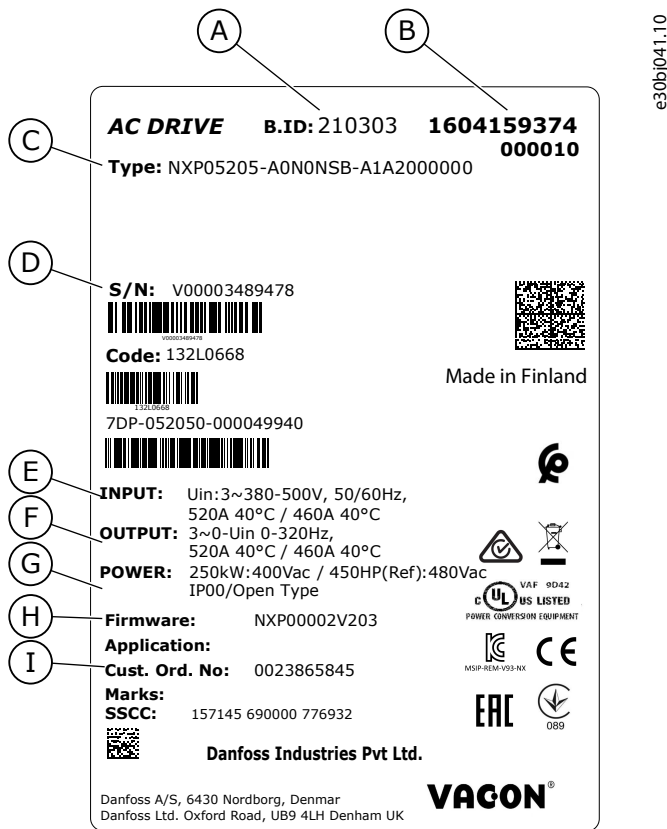 A
B
e30bi041.10
C
AC DRIVE B.ID: 210303 1604159374
000010
Type: NXP05205-A0N0NSB-A1A2000000
D
S/N: V00003489478
V00003489478
Code: 132L0668
Made in Finland
132L0668
7DP-052050-000049940
E
INPUT: Uin:3~380-500V, 50/60Hz,
520A 40°C / 460A 40°C
F
OUTPUT: 3~0-Uin 0-320Hz,
520A 40°C / 460A 40°C
G
POWER: 250kW:400Vac / 450HP(Ref):480Vac
IP00/Open Type
VAF 9D42
C UL US LISTED
POWER CONVERSION EQUIPMENT
H
Firmware: NXP00002V203
Application:
I
Cust. Ord. No: 0023865845
MSIP-REM-V93-NX
CE
Marks:
SSCC: 157145 690000 776932
EAC
089
Danfoss Industries Pvt Ltd.
Danfoss A/S, 6430 Nordborg, Denmar
Danfoss Ltd. Oxford Road, UB9 4LH Denham UK
VACON®